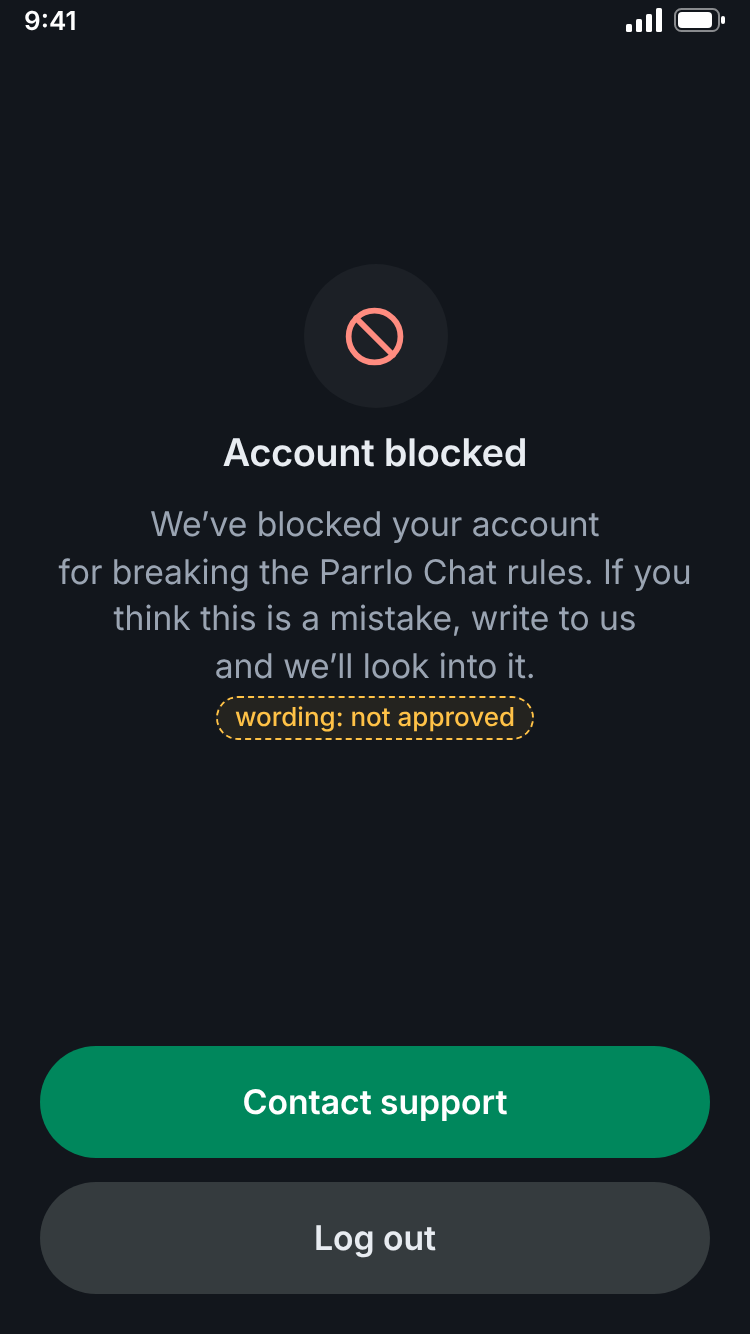 9:41
Account blocked
We’ve blocked your account
for breaking the Parrlo Chat rules. If you
think this is a mistake, write to us
and we’ll look into it.
wording: not approved
Contact support
Log out